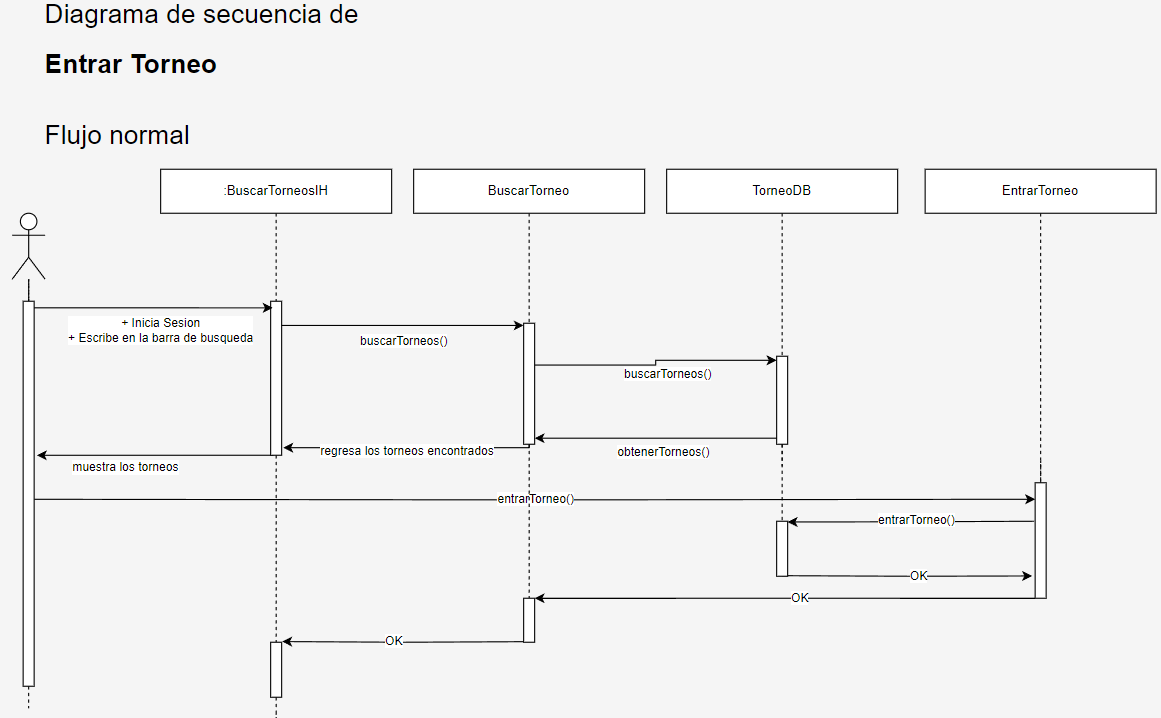 Diagrama de secuencia de
Entrar Torneo
Flujo normal
:BuscarTorneosIH
BuscarTorneo
TorneoDB
EntrarTorneo
+ Inicia Sesion
+ Escribe en la barra de busqueda
buscarTorneos()
buscarTorneos()
regresa los torneos encontrados
obtenerTorneos()
muestra los torneos
entrarTorneo()
entrarTorneo()
OK
OK
OK